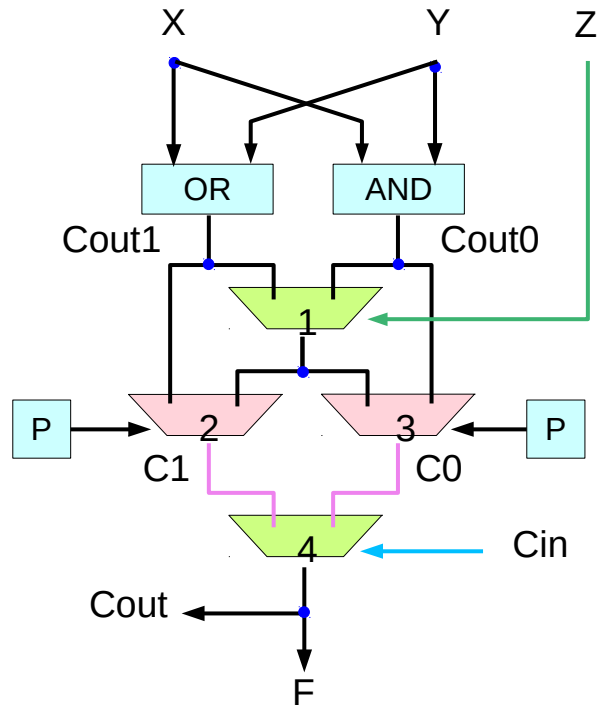 X Y Z
OR AND
Cout1 Cout0
1
P 2 3 P
C1 C0
4 Cin
Cout
F